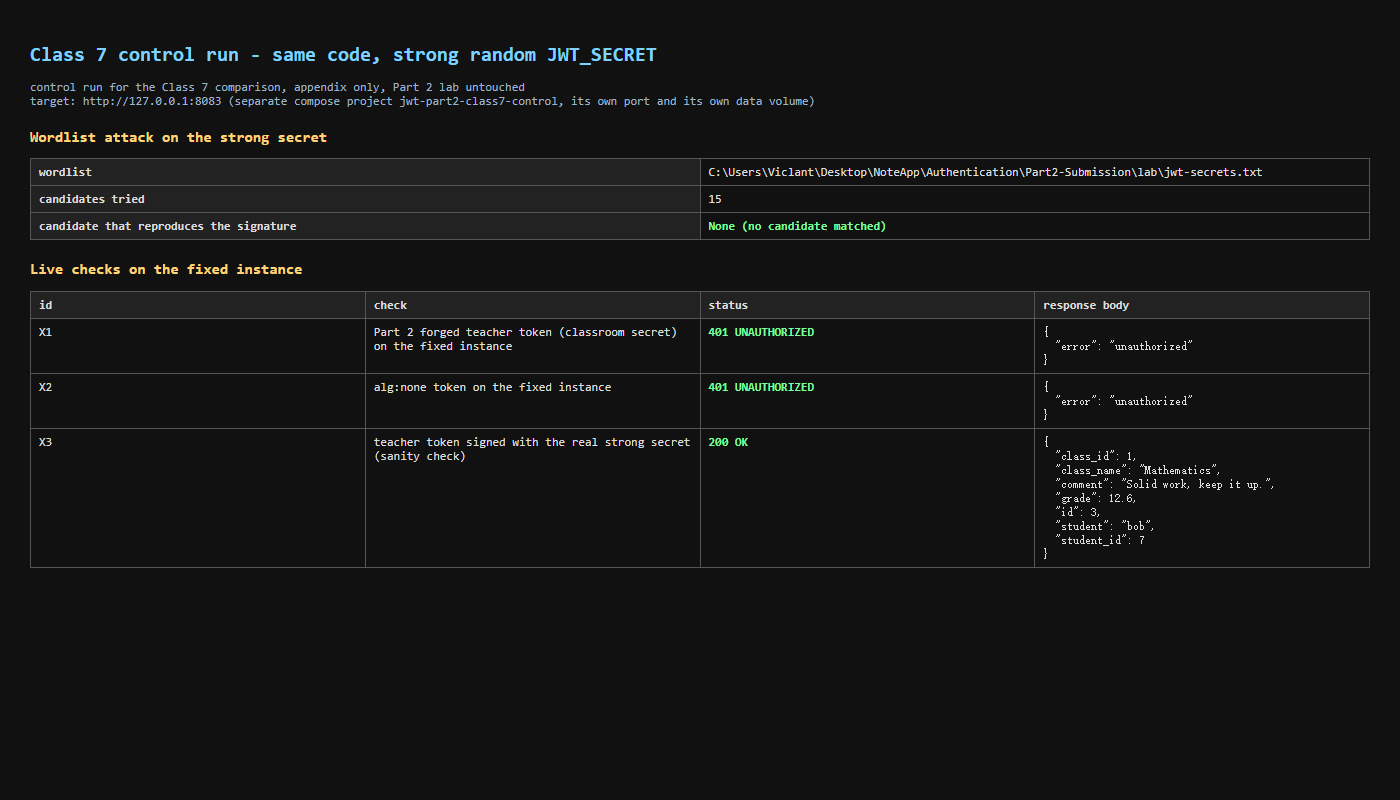 Class 7 control run - same code, strong random JWT_SECRET
control run for the Class 7 comparison, appendix only, Part 2 lab untouched
target: http://127.0.0.1:8083 (separate compose project jwt-part2-class7-control, its own port and its own data volume)
Wordlist attack on the strong secret
wordlist C:\Users\Viclant\Desktop\NoteApp\Authentication\Part2-Submission\lab\jwt-secrets.txt
candidates tried 15
candidate that reproduces the signature None (no candidate matched)
Live checks on the fixed instance
id check status response body
X1 Part 2 forged teacher token (classroom secret) 401 UNAUTHORIZED {
on the fixed instance "error": "unauthorized"
}
X2 alg:none token on the fixed instance 401 UNAUTHORIZED {
"error": "unauthorized"
}
X3 teacher token signed with the real strong secret 200 OK {
(sanity check) "class_id": 1,
"class_name": "Mathematics",
"comment": "Solid work, keep it up.",
"grade": 12.6,
"id": 3,
"student": "bob",
"student_id": 7
}